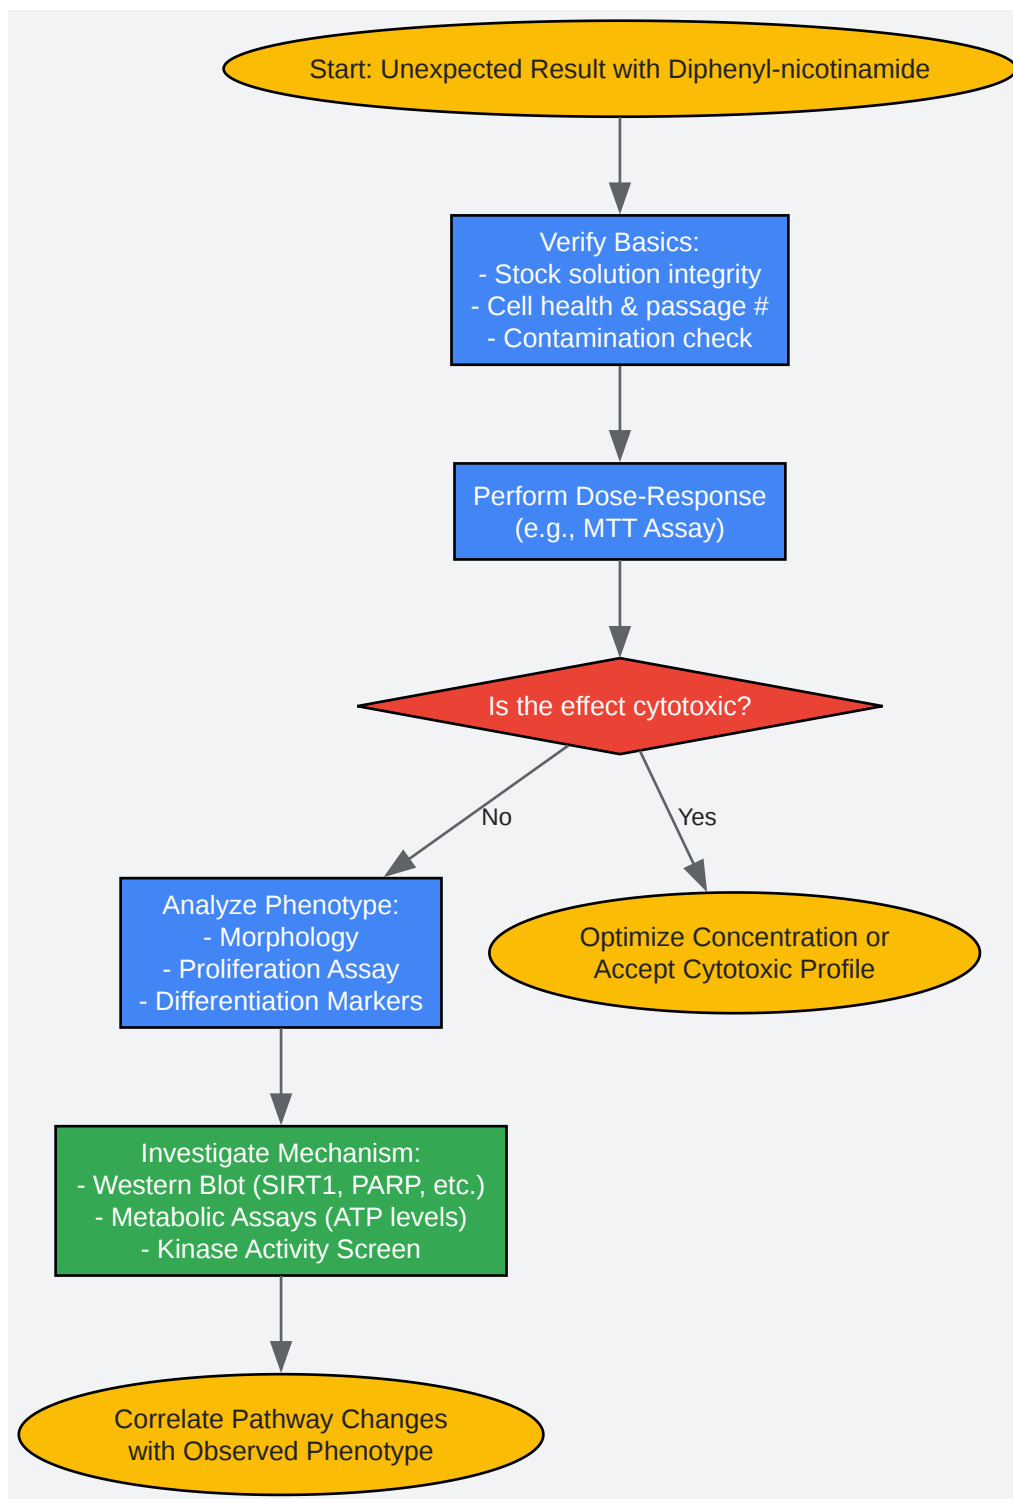 Start: Unexpected Result with Diphenyl-nicotinamide
Verify Basics:
- Stock solution integrity
- Cell health & passage #
- Contamination check
Perform Dose-Response
(e.g., MTT Assay)
Is the effect cytotoxic?
No
Yes
Analyze Phenotype:
- Morphology
- Proliferation Assay
- Differentiation Markers
Optimize Concentration or
Accept Cytotoxic Profile
Investigate Mechanism:
- Western Blot (SIRT1, PARP, etc.)
- Metabolic Assays (ATP levels)
- Kinase Activity Screen
Correlate Pathway Changes
with Observed Phenotype